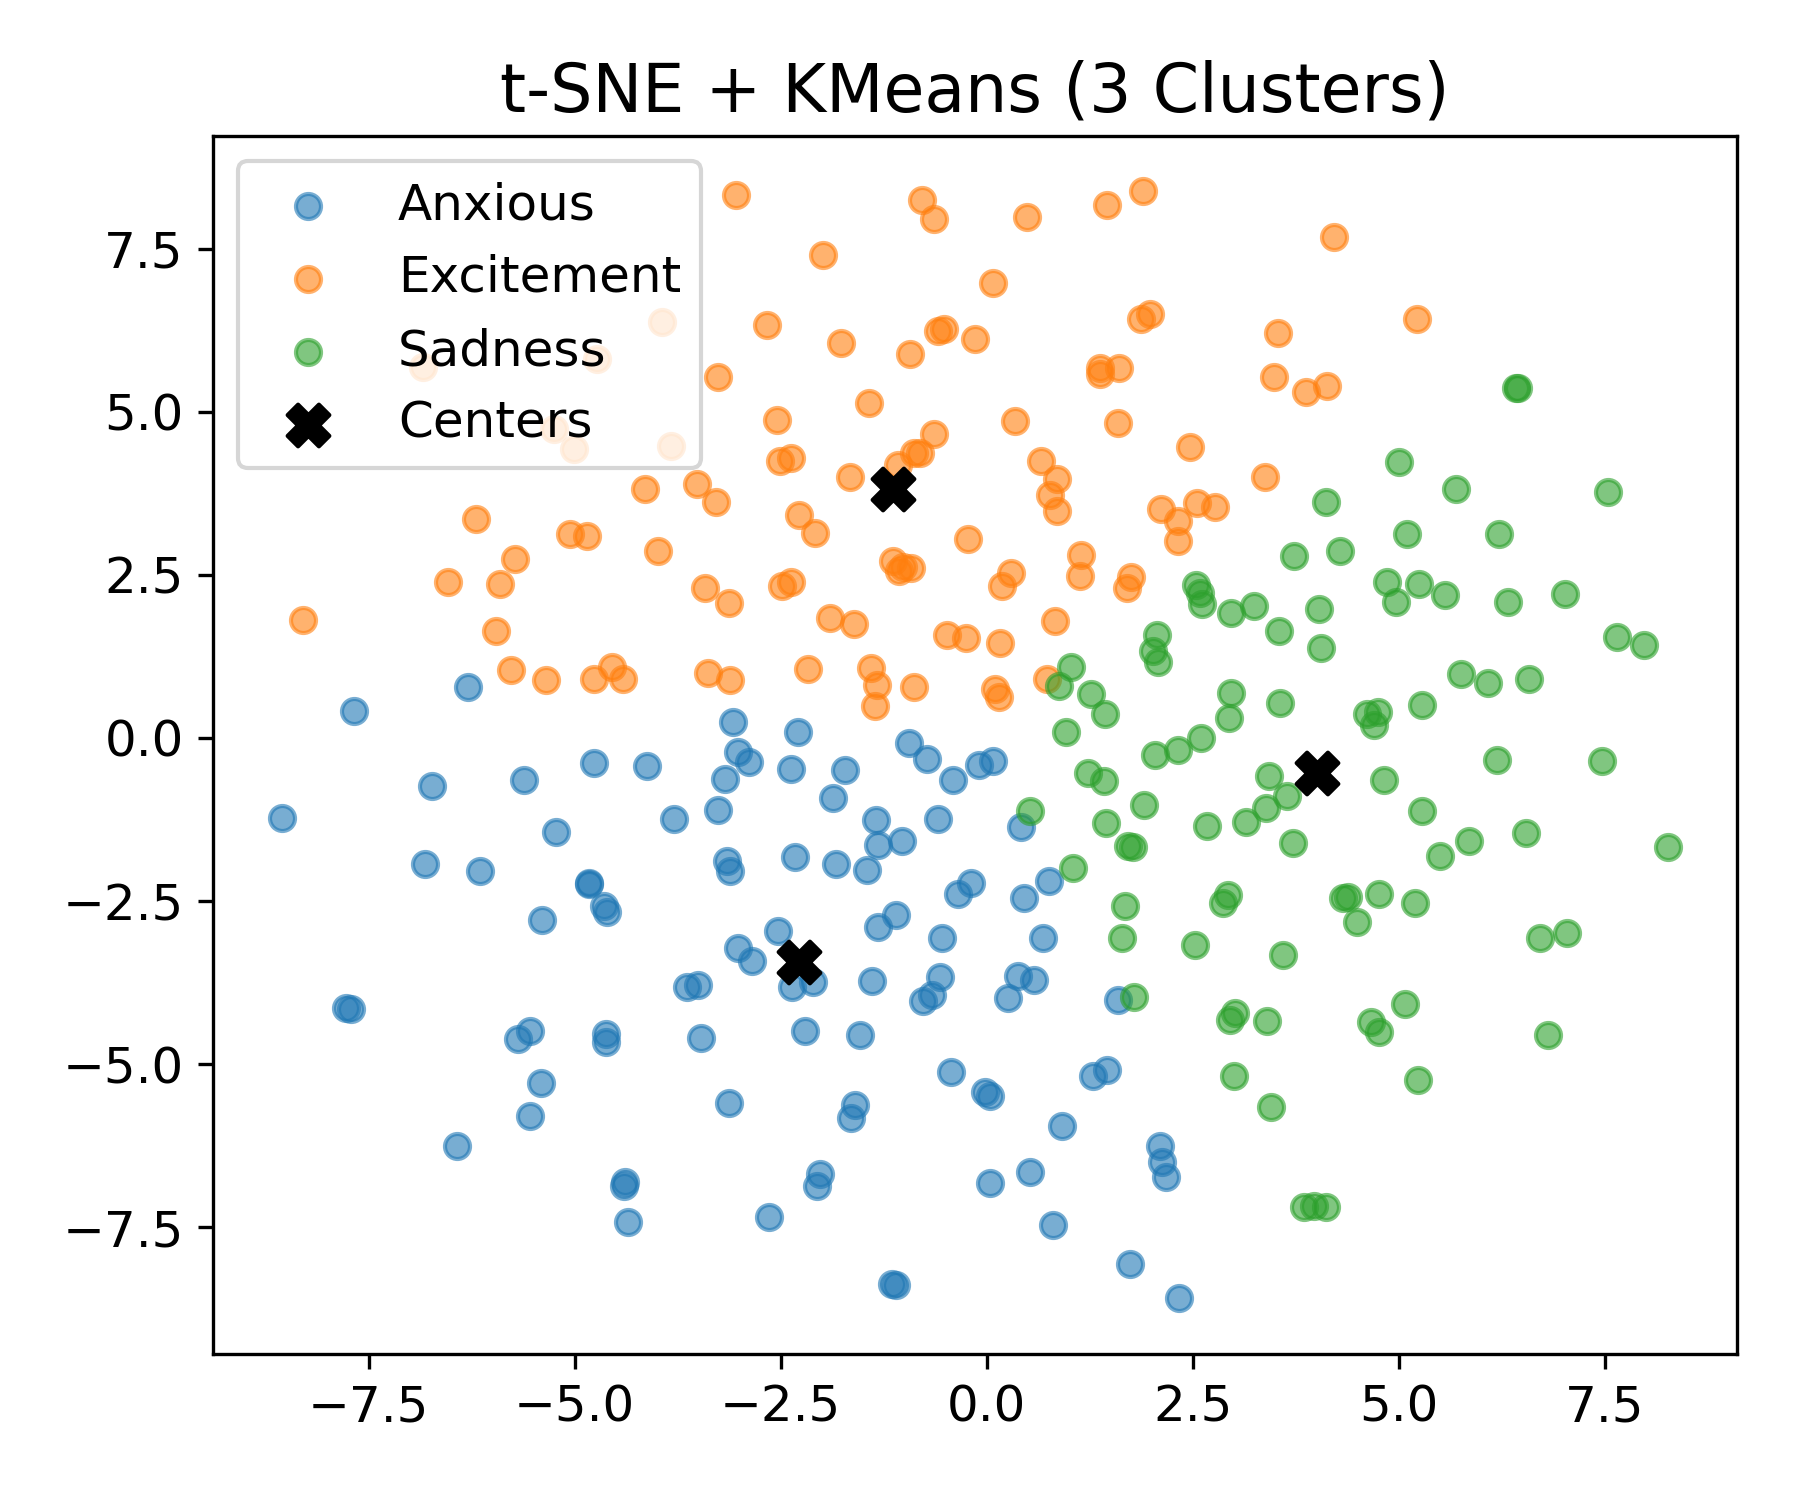 t-SNE + KMeans (3 Clusters)
Anxious
Excitement
Sadness
Centers
7.5
5.0
2.5
0.0
−2.5
−5.0
−7.5
−7.5 −5.0 −2.5 0.0 2.5 5.0 7.5